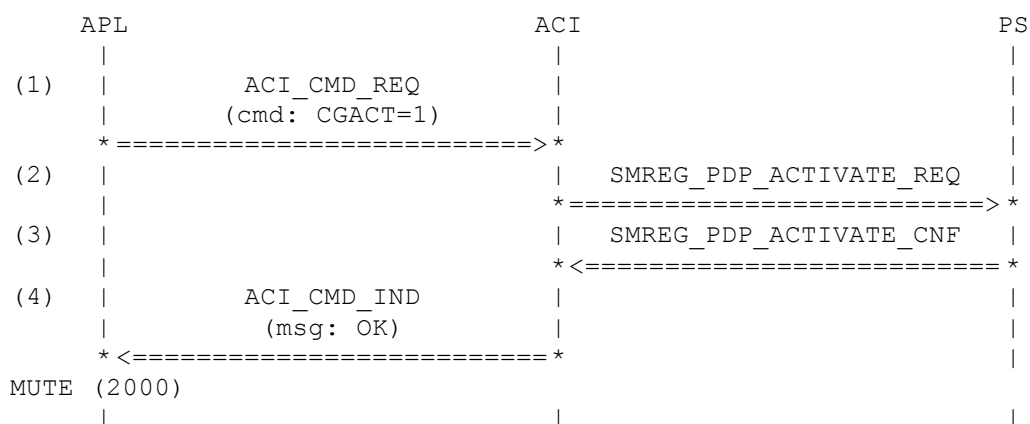 APL ACI PS
(1) ACI_CMD_REQ
(cmd: CGACT=1)
(2) SMREG_PDP_ACTIVATE_REQ
(3) SMREG_PDP_ACTIVATE_CNF
(4) ACI_CMD_IND
(msg: OK)
MUTE (2000)